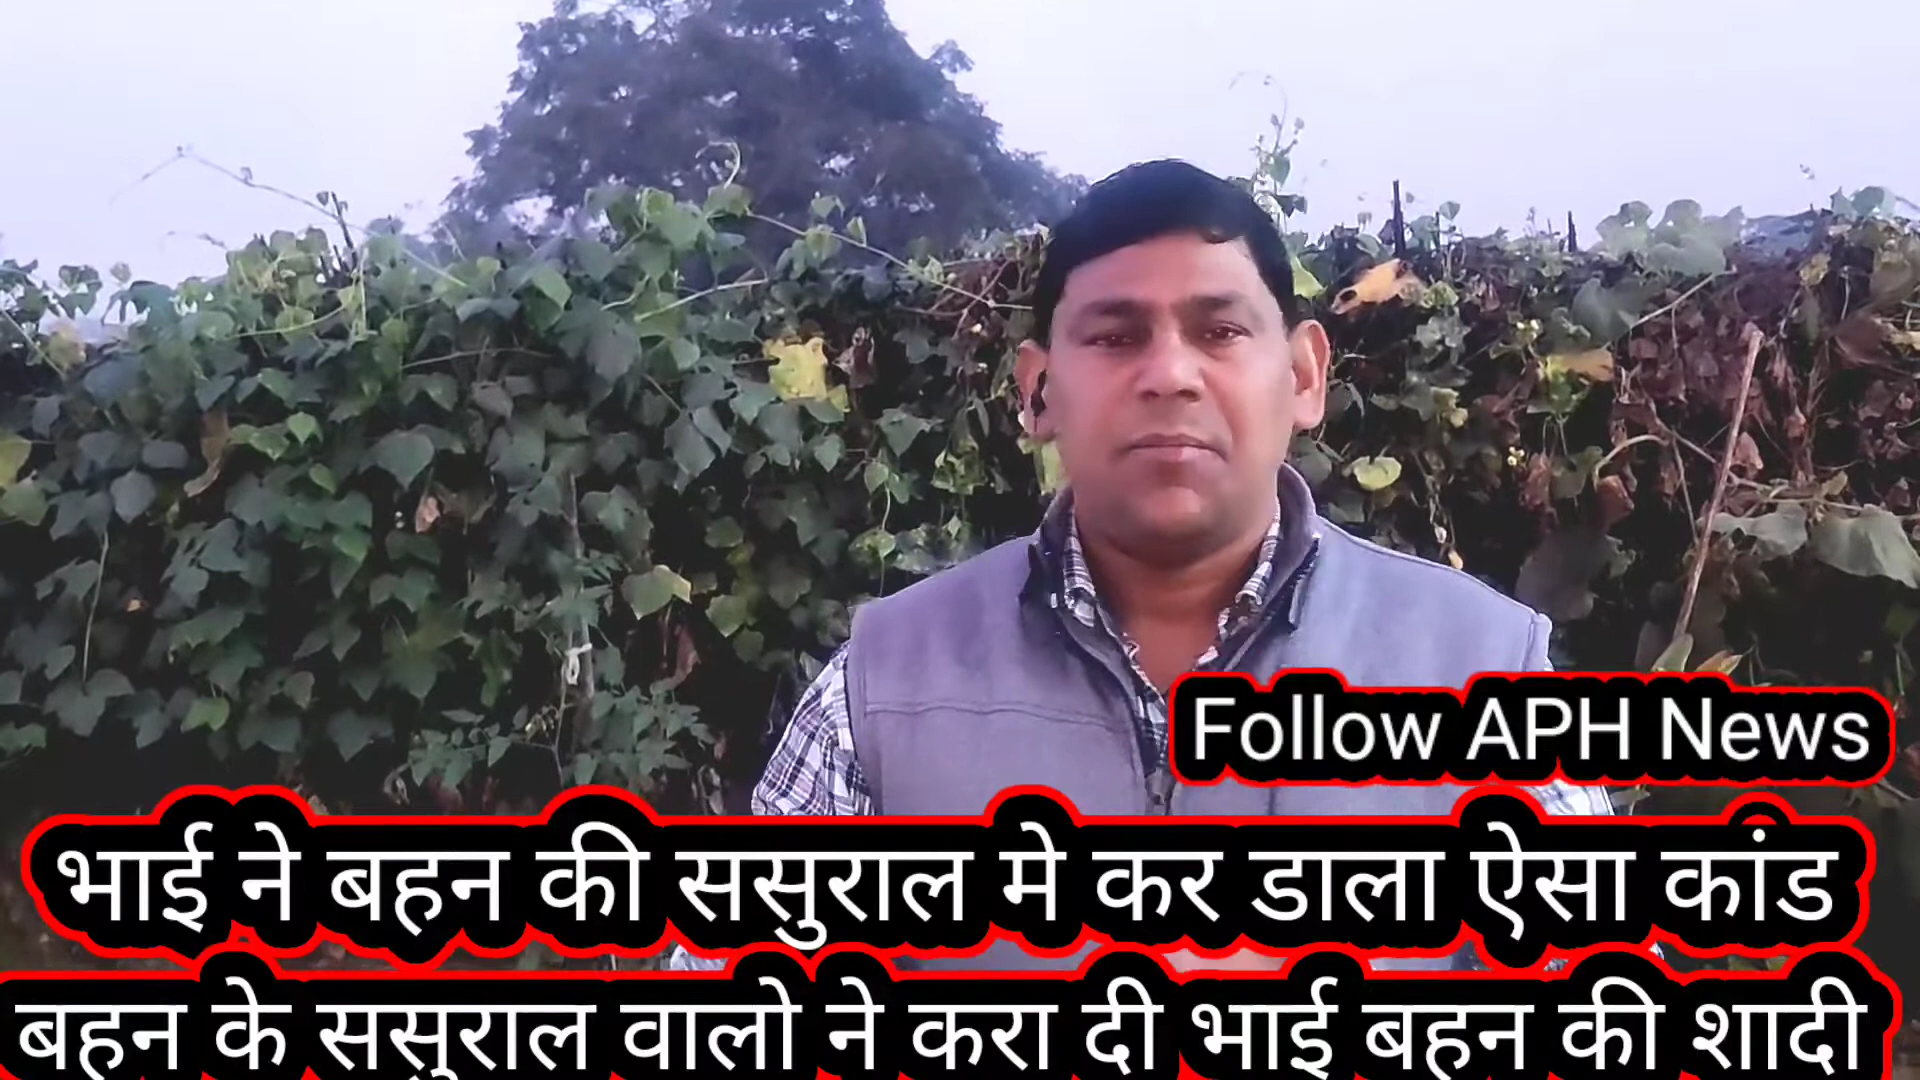 Follow APH News
भाई ने बहन की ससुराल मे कर डाला ऐसा कांड
बहन के ससुराल वालो ने करा दी भाई बहन की शादी